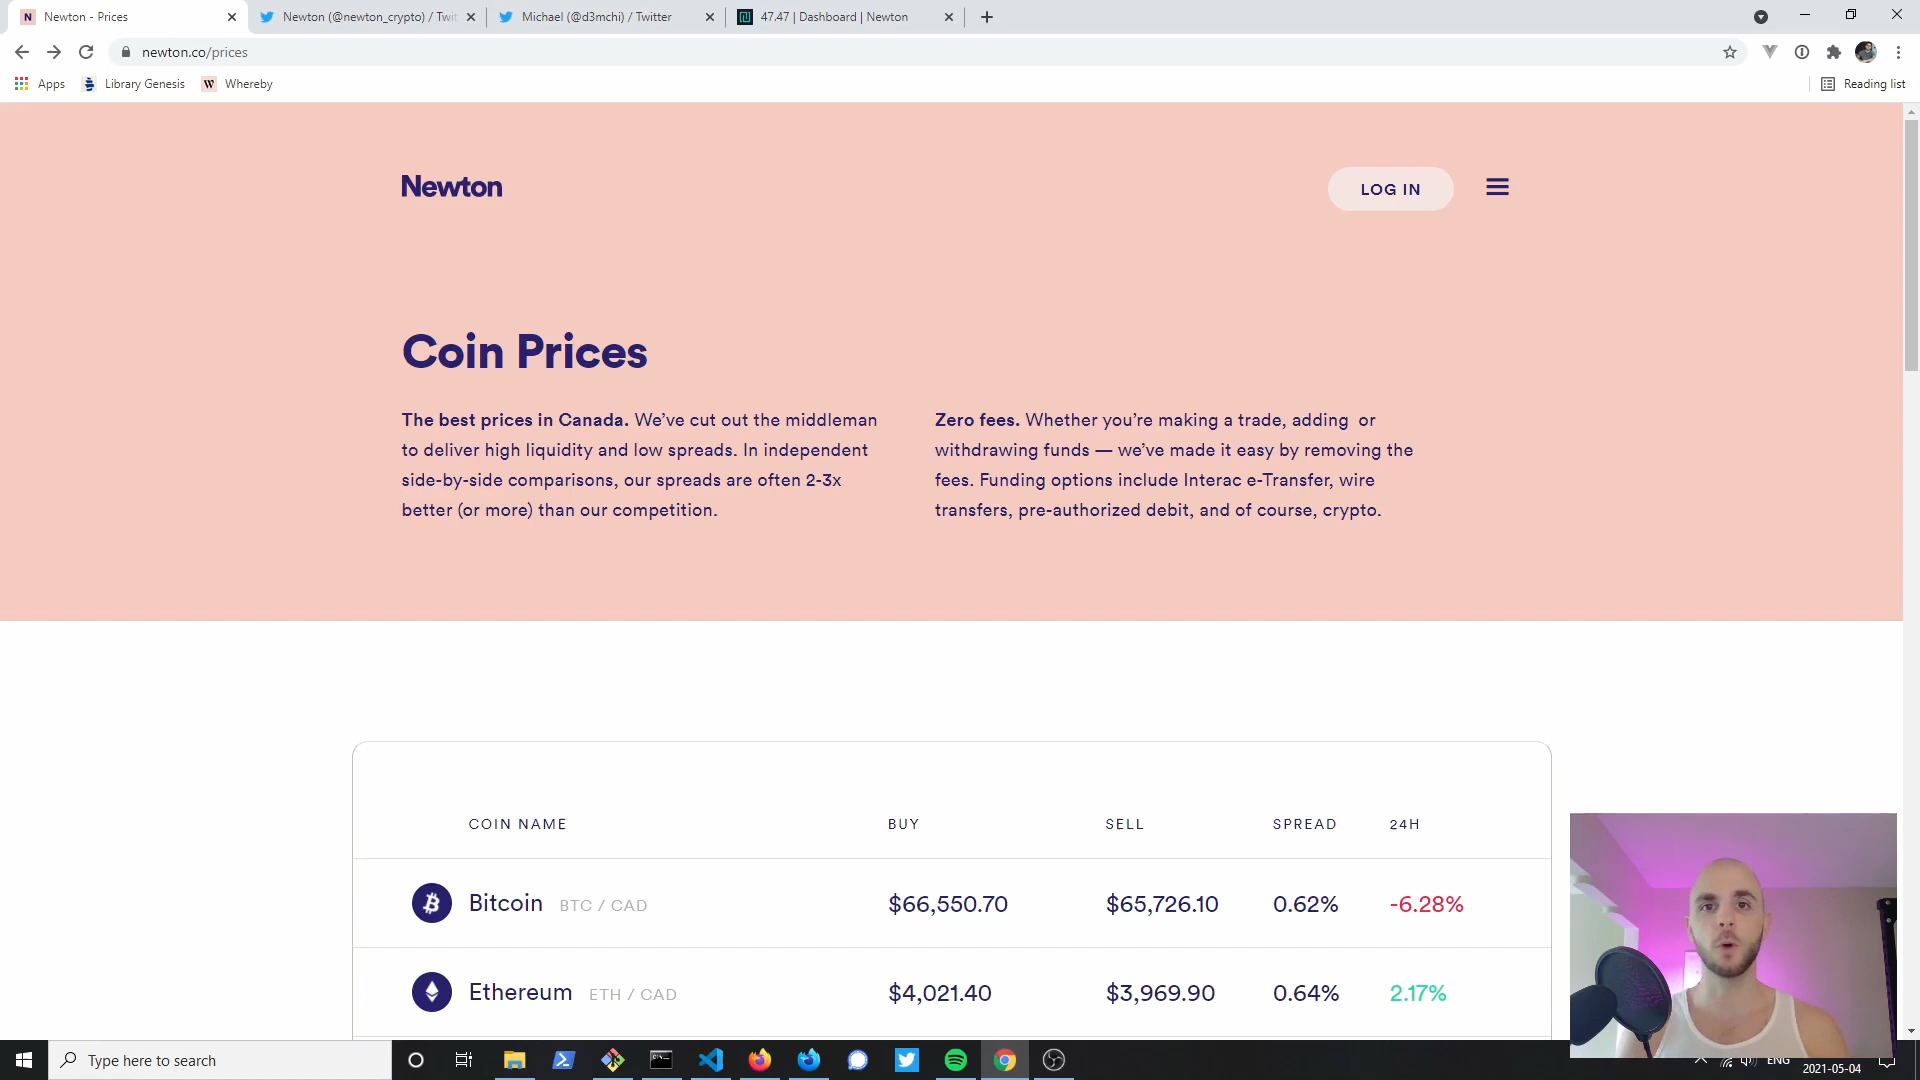 Newton - Prices
Newton (@newton_crypto) / Twit
Michael (@d3mchi) / Twitter
47.47 | Dashboard | Newton
newton.co/prices
Apps
Library Genesis
Whereby
Reading list
Newton
LOG IN
Coin Prices
The best prices in Canada. We’ve cut out the middleman
to deliver high liquidity and low spreads. In independent
side-by-side comparisons, our spreads are often 2-3x
better (or more) than our competition.
Zero fees. Whether you’re making a trade, adding or
withdrawing funds — we’ve made it easy by removing the
fees. Funding options include Interac e-Transfer, wire
transfers, pre-authorized debit, and of course, crypto.
COIN NAME BUY SELL SPREAD 24H
Bitcoin BTC / CAD $66,550.70 $65,726.10 0.62% -6.28%
Ethereum ETH / CAD $4,021.40 $3,969.90 0.64% 2.17%
Type here to search
ENG
2021-05-04